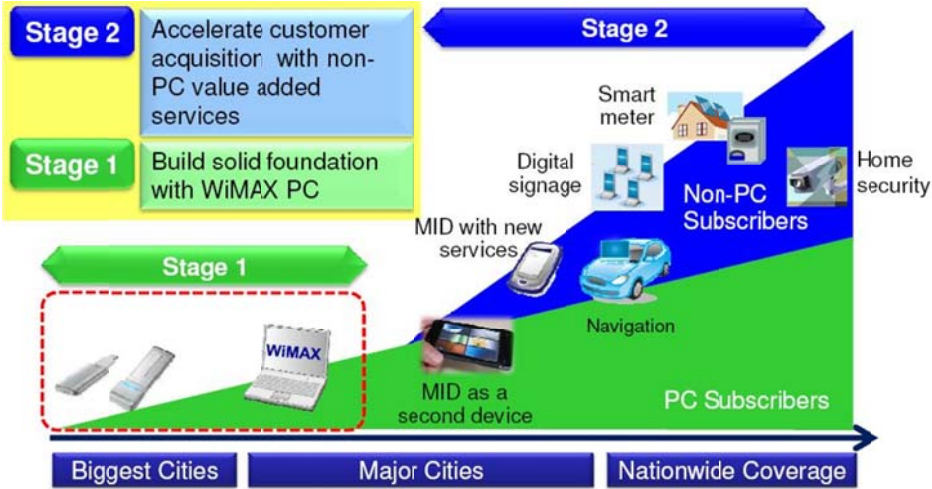 Stage 2
Accelerate customer
acquisition with non-
PC value added
services
Stage 1
Build solid foundation
with WiMAX PC
Stage 2
Smart
meter
Digital
signage
Home
security
Non-PC
Subscribers
MID with new
services
Stage 1
Navigation
WiMAX
MID as a
second device
PC Subscribers
Biggest Cities
Major Cities
Nationwide Coverage